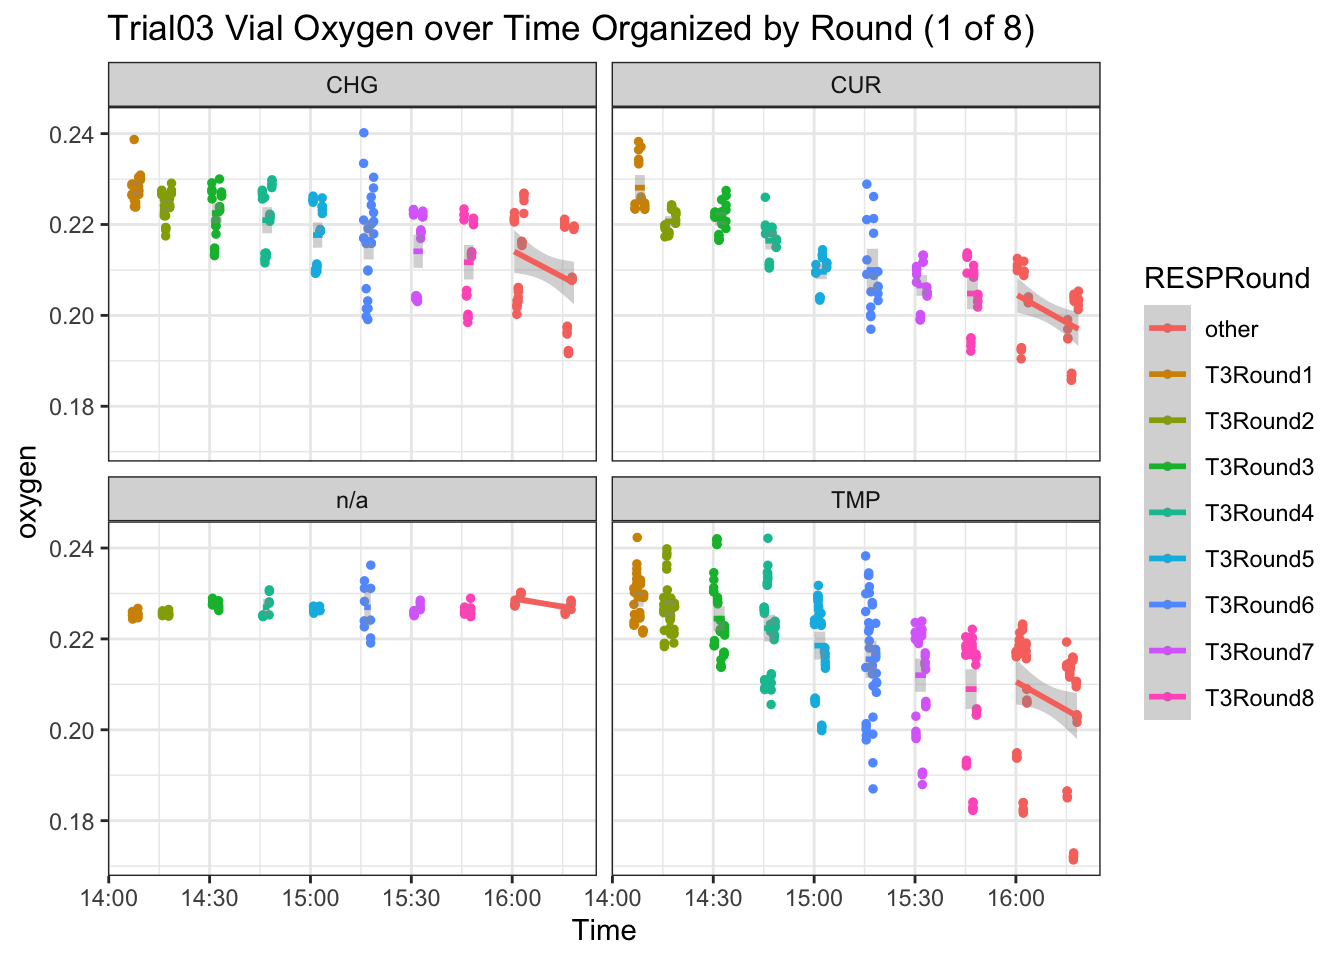 Trial03 Vial Oxygen over Time Organized by Round (1 of 8)
CHG
CUR
0.24
0.22
0.20
0.18
n/a
TMP
0.24
0.22
0.20
0.18
oxygen
14:00
14:30
15:00
15:30
16:00
14:00
14:30
15:00
15:30
16:00
Time
RESPRound
other
T3Round1
T3Round2
T3Round3
T3Round4
T3Round5
T3Round6
T3Round7
T3Round8